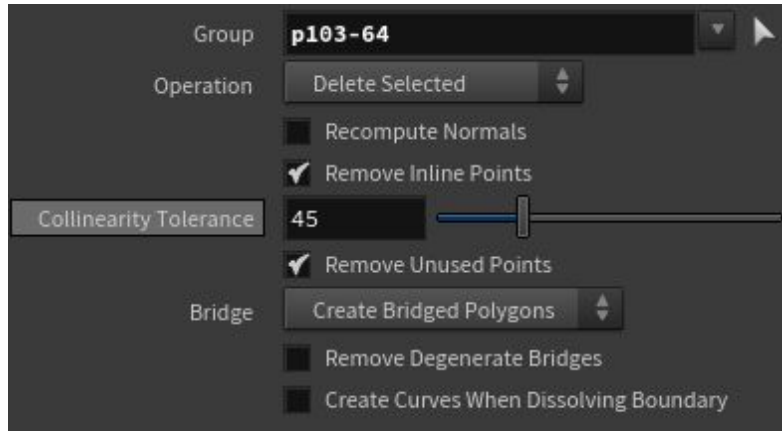 Group p103-64
Operation Delete Selected
Recompute Normals
Remove Inline Points
Collinearity Tolerance 45
Remove Unused Points
Bridge Create Bridged Polygons
Remove Degenerate Bridges
Create Curves When Dissolving Boundary